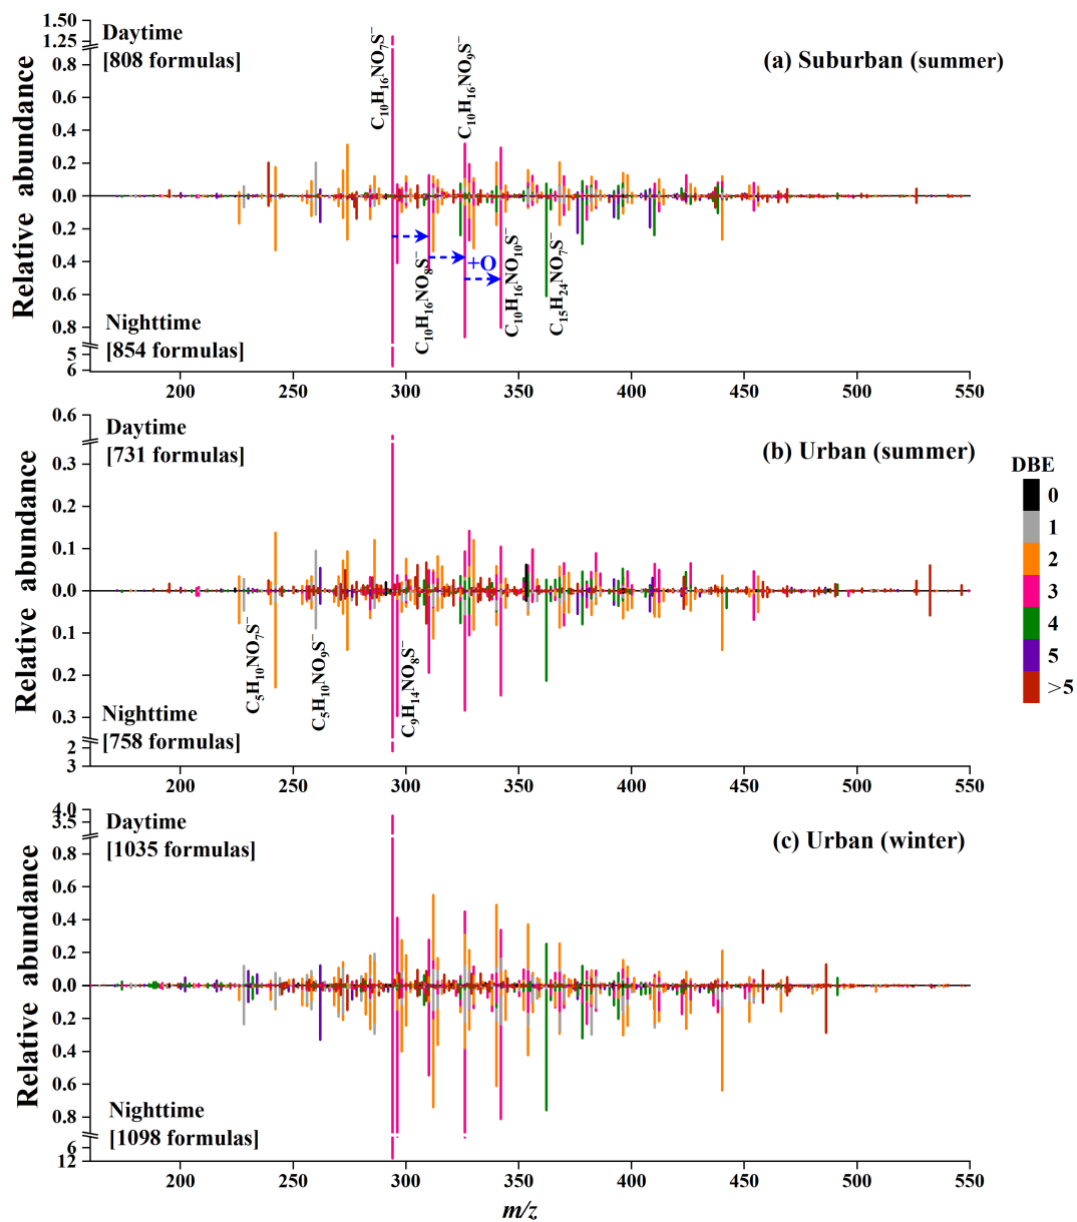 1.50
1.25
0.8
0.6
0.4
0.2
0.0
0.2
0.4
0.6
0.8
5
6
Relative abundance
Daytime
[808 formulas]
(a) Suburban (summer)
C₁₀H₁₆NO₇S⁻
C₁₀H₁₆NO₉S⁻
+O
C₁₀H₁₆NO₈S⁻
C₁₀H₁₆NO₁₀S⁻
C₁₅H₂₄NO₇S⁻
Nighttime
[854 formulas]
200 250 300 350 400 450 500 550
0.6
0.3
0.2
0.1
0.0
0.1
0.2
0.3
2
3
Relative abundance
Daytime
[731 formulas]
(b) Urban (summer)
C₅H₁₀NO₇S⁻
C₅H₁₀NO₉S⁻
C₉H₁₄NO₈S⁻
Nighttime
[758 formulas]
200 250 300 350 400 450 500 550
DBE
0
1
2
3
4
5
>5
4.0
3.5
0.8
0.6
0.4
0.2
0.0
0.2
0.4
0.6
0.8
6
12
Relative abundance
Daytime
[1035 formulas]
(c) Urban (winter)
Nighttime
[1098 formulas]
200 250 300 350 400 450 500 550
m/z